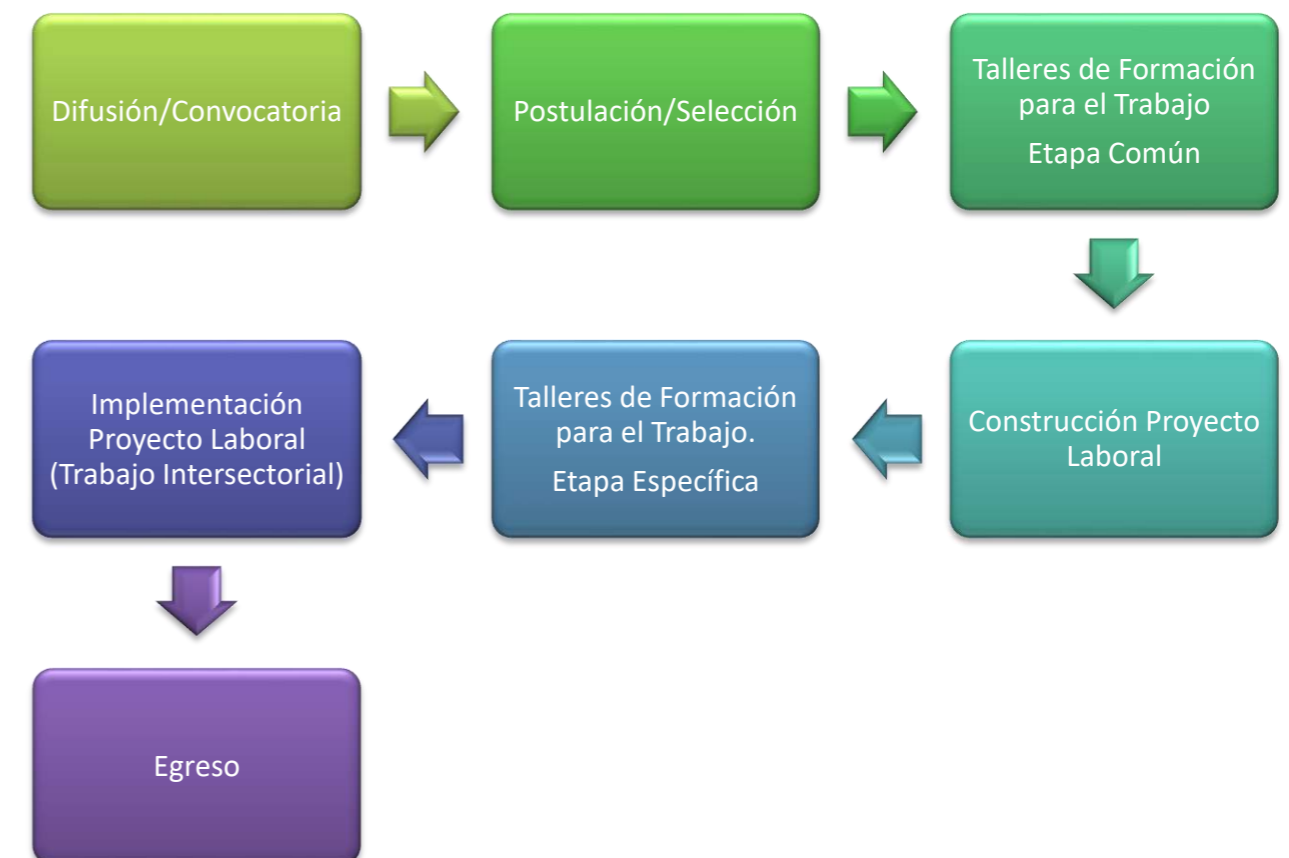 Difusión/Convocatoria
Postulación/Selección
Talleres de Formación
para el Trabajo
Etapa Común
Construcción Proyecto
Laboral
Talleres de Formación
para el Trabajo.
Etapa Específica
Implementación
Proyecto Laboral
(Trabajo Intersectorial)
Egreso